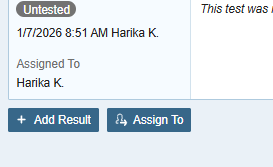 Untested
This test was
1/7/2026 8:51 AM Harika K.
Assigned To
Harika K.
+ Add Result
Assign To